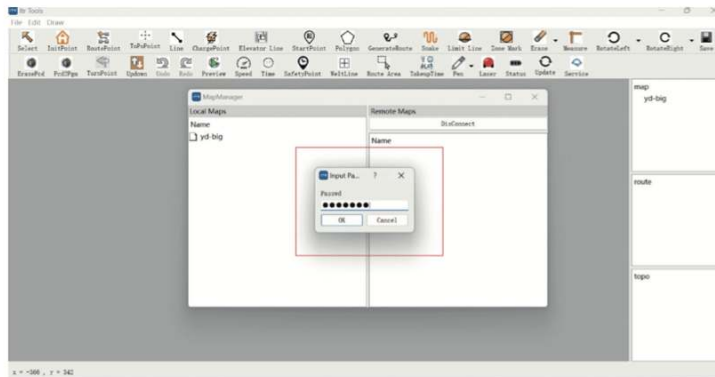 Itr Tools
File Edit Draw
Select InitPoint RoutePoint ToPoPoint Line ChargePoint Elevator Line StartPoint Polygon GenerateRoute Snake Limit Line Zone Mark Erase Measure RotateLeft RotateRight Save
ErasePcd Pcd2Pgm TurnPoint Updown Undo Redo Preview Speed Time SafetyPoint WeltLine Route Area TakeupTime Pen Laser Status Update Service
MapManager
Local Maps
Name
yd-big
Remote Maps
DisConnect
Name
Input Pa... ?
Passwd
OK Cancel
map
yd-big
route
topo
x = -366 , y = 342